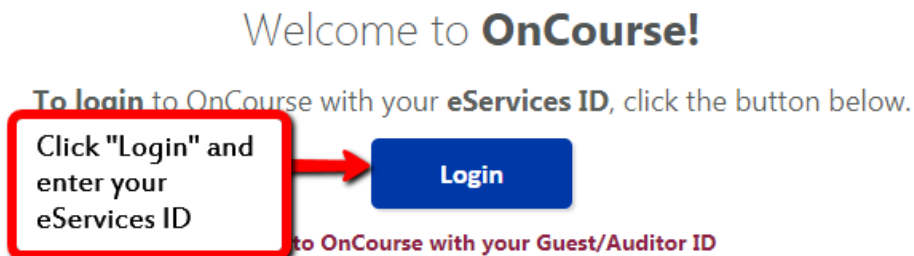 Welcome to OnCourse!
To login to OnCourse with your eServices ID, click the button below.
Click "Login" and
enter your
eServices ID
Login
to OnCourse with your Guest/Auditor ID